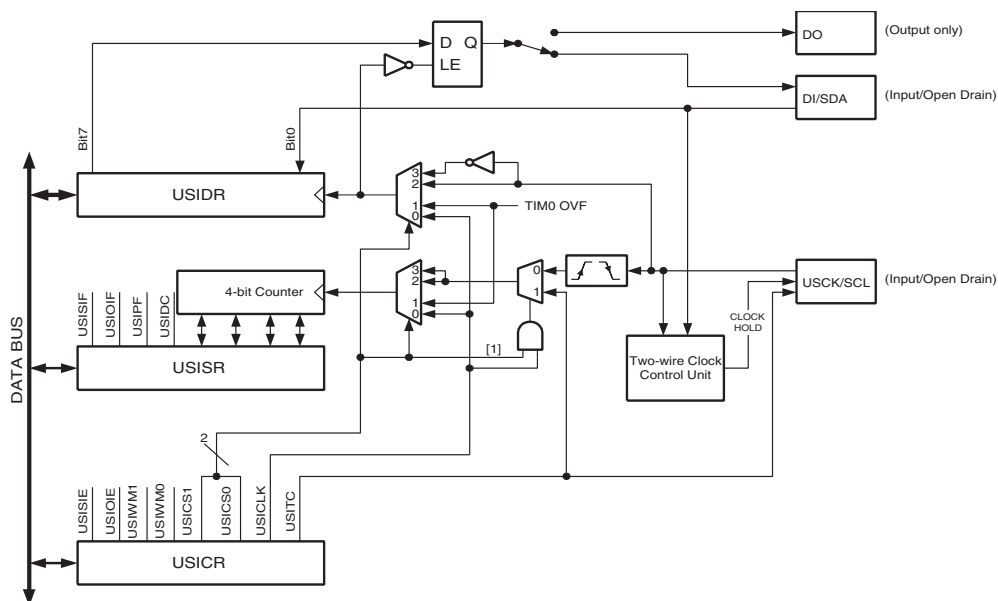 DO
(Output only)
D Q
LE
DI/SDA
(Input/Open Drain)
Bit7
Bit0
USIDR
3
2
1
0
TIM0 OVF
4-bit Counter
3
2
1
0
0
1
USCK/SCL
(Input/Open Drain)
CLOCK
HOLD
USISIF
USIOIF
USIPF
USIDC
[1]
Two-wire Clock
Control Unit
USISR
DATA BUS
2
USISIE
USIOIE
USIWM1
USIWM0
USICS1
USICS0
USICLK
USITC
USICR